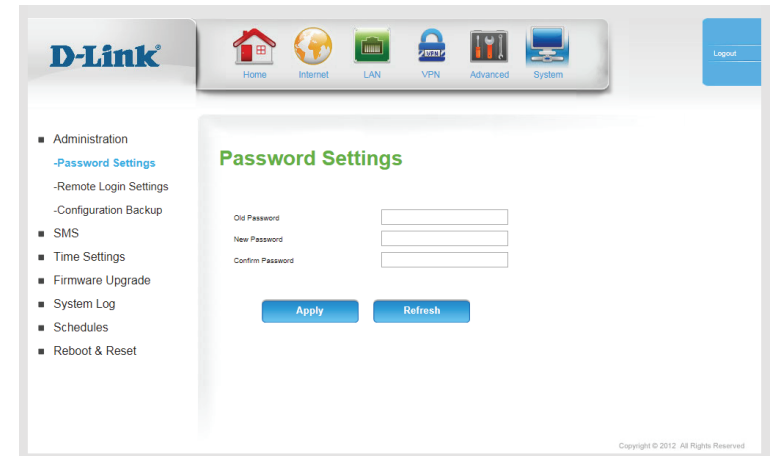 D-Link®
Home Internet LAN VPN Advanced System
Logout
Administration
-Password Settings
-Remote Login Settings
-Configuration Backup
SMS
Time Settings
Firmware Upgrade
System Log
Schedules
Reboot & Reset
Password Settings
Old Password
New Password
Confirm Password
Apply Refresh
Copyright © 2012 All Rights Reserved